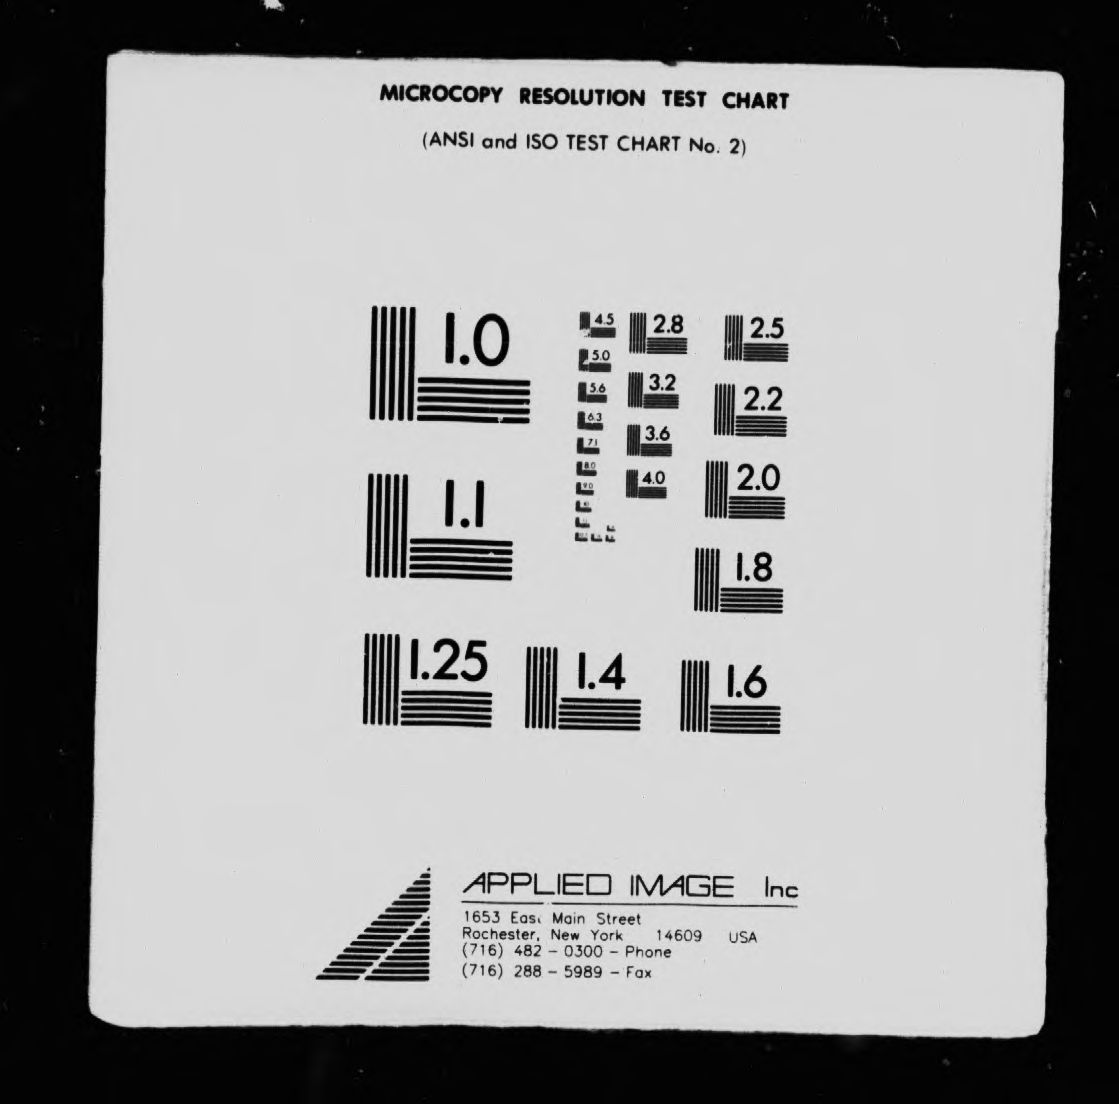 MICROCOPY RESOLUTION TEST CHART
(ANSI and ISO TEST CHART No. 2)
1.0
1.1
1.25
1.4
1.6
1.8
2.0
2.2
2.5
2.8
3.2
3.6
4.0
4.5
5.0
5.6
6.3
7.1
8.0
9.0
APPLIED IMAGE Inc
1653 East Main Street
Rochester, New York 14609 USA
(716) 482 - 0300 - Phone
(716) 288 - 5989 - Fax